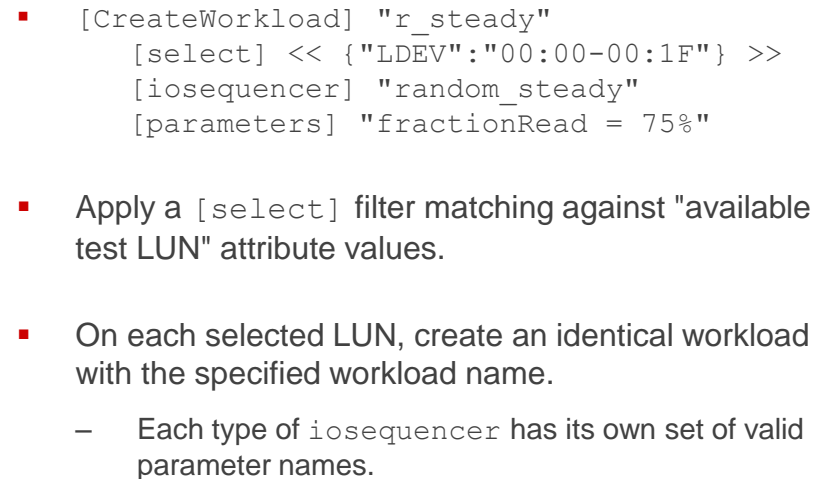 ▪ [CreateWorkload] "r_steady"
[select] << {"LDEV":"00:00-00:1F"} >>
[iosequencer] "random_steady"
[parameters] "fractionRead = 75%"
▪ Apply a [select] filter matching against "available
test LUN" attribute values.
▪ On each selected LUN, create an identical workload
with the specified workload name.
– Each type of iosequencer has its own set of valid
parameter names.